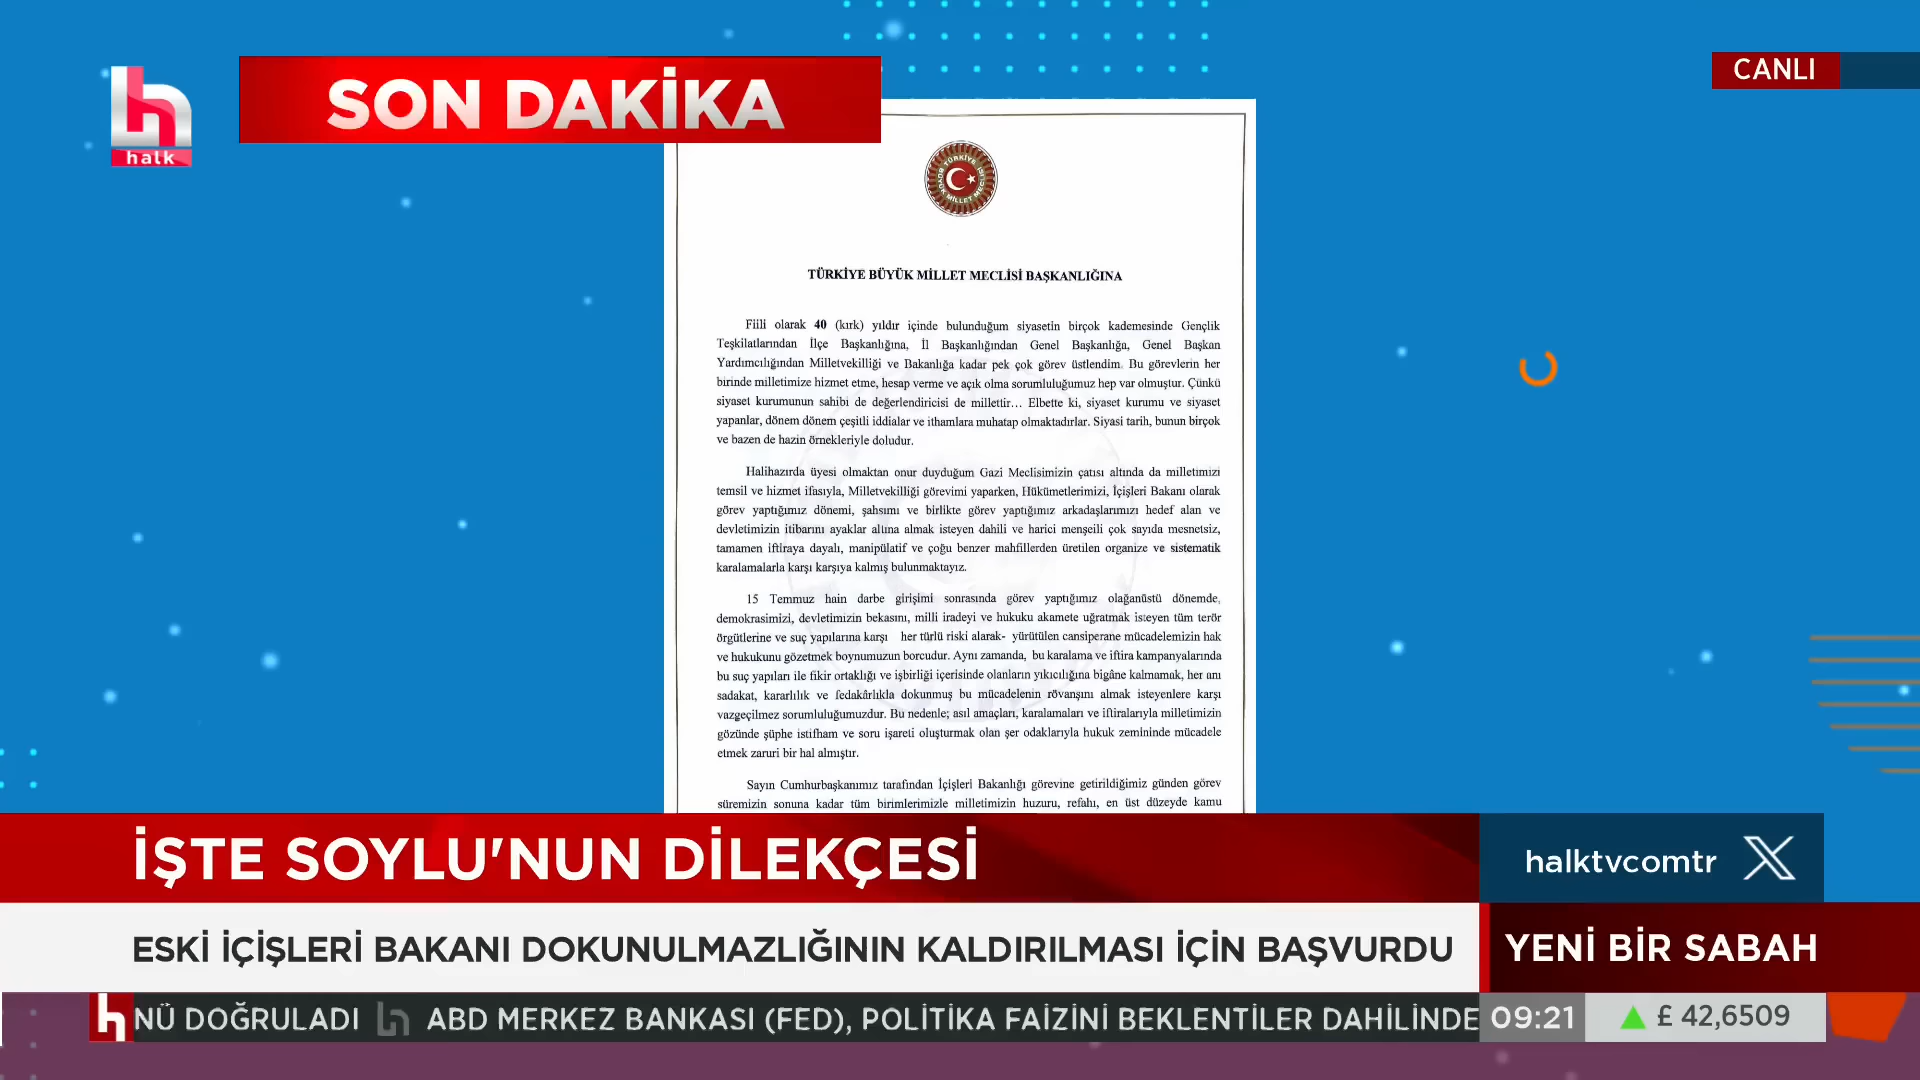 SON DAKİKA
CANLI
halk
TÜRKİYE BÜYÜK MİLLET MECLİSİ
TÜRKİYE BÜYÜK MİLLET MECLİSİ BAŞKANLIĞINA
Fiili olarak 40 (kırk) yıldır içinde bulunduğum siyasetin birçok kademesinde Gençlik
Teşkilatlarından İlçe Başkanlığına, İl Başkanlığından Genel Başkanlığa, Genel Başkan
Yardımcılığından Milletvekilliği ve Bakanlığa kadar pek çok görev üstlendim. Bu görevlerin her
birinde milletimize hizmet etme, hesap verme ve açık olma sorumluluğumuz hep var olmuştur. Çünkü
siyaset kurumunun sahibi de değerlendiricisi de millettir… Elbette ki, siyaset kurumu ve siyaset
yapanlar, dönem dönem çeşitli iddialar ve ithamlara muhatap olmaktadırlar. Siyasi tarih, bunun birçok
ve bazen de hazin örnekleriyle doludur.
Halihazırda üyesi olmaktan onur duyduğum Gazi Meclisimizin çatısı altında da milletimizi
temsil ve hizmet ifasıyla, Milletvekilliği görevimi yaparken, Hükümetlerimizi, İçişleri Bakanı olarak
görev yaptığımız dönemi, şahsımı ve birlikte görev yaptığımız arkadaşlarımızı hedef alan ve
devletimizin itibarını ayaklar altına almak isteyen dahili ve harici menşeili çok sayıda mesnetsiz,
tamamen iftiraya dayalı, manipülatif ve çoğu benzer mahfillerden üretilen organize ve sistematik
karalamalarla karşı karşıya kalmış bulunmaktayız.
15 Temmuz hain darbe girişimi sonrasında görev yaptığımız olağanüstü dönemde,
demokrasimizi, devletimizin bekasını, milli iradeyi ve hukuku akamete uğratmak isteyen tüm terör
örgütlerine ve suç yapılarına karşı her türlü riski alarak- yürütülen cansiperane mücadelemizin hak
ve hukukunu gözetmek boynumuzun borcudur. Aynı zamanda, bu karalama ve iftira kampanyalarında
bu suç yapıları ile fikir ortaklığı ve işbirliği içerisinde olanların yıkıcılığına bigâne kalmamak, her anı
sadakat, kararlılık ve fedakârlıkla dokunmuş bu mücadelenin rövanşını almak isteyenlere karşı
vazgeçilmez sorumluluğumuzdur. Bu nedenle; asıl amaçları, karalamaları ve iftiralarıyla milletimizin
gözünde şüphe istifham ve soru işareti oluşturmak olan şer odaklarıyla hukuk zemininde mücadele
etmek zaruri bir hal almıştır.
Sayın Cumhurbaşkanımız tarafından İçişleri Bakanlığı görevine getirildiğimiz günden görev
süremizin sonuna kadar tüm birimlerimizle milletimizin huzuru, refahı, en üst düzeyde kamu
İŞTE SOYLU'NUN DİLEKÇESİ
halktvcomtr
ESKİ İÇİŞLERİ BAKANI DOKUNULMAZLIĞININ KALDIRILMASI İÇİN BAŞVURDU
YENİ BİR SABAH
NÜ DOĞRULADI ABD MERKEZ BANKASI (FED), POLİTİKA FAİZİNİ BEKLENTİLER DAHİLİNDE
09:21
£ 42,6509